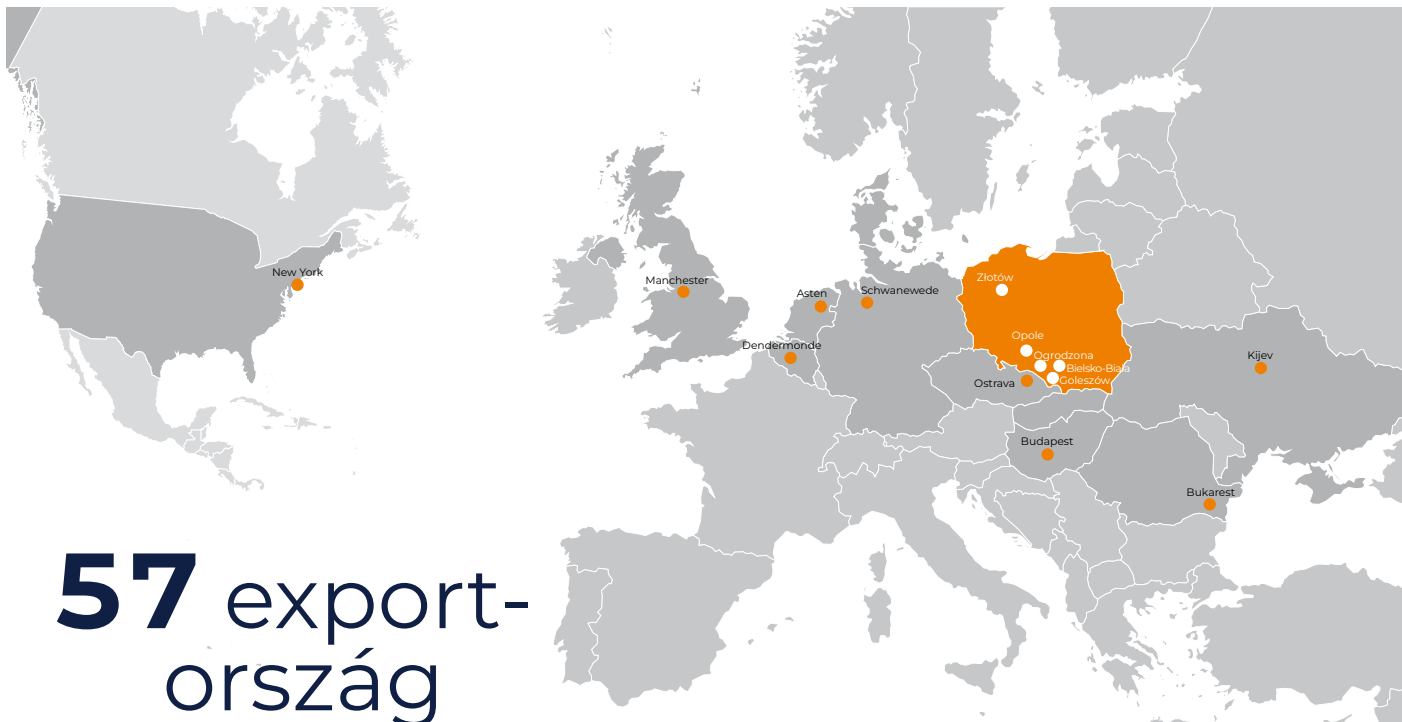 New York
Manchester
Asten
Schwanewede
Dendermonde
Złotów
Opole
Ogrodzona
Bielsko-Biała
Goleszów
Ostrava
Kijev
Budapest
Bukarest
57 export-
ország